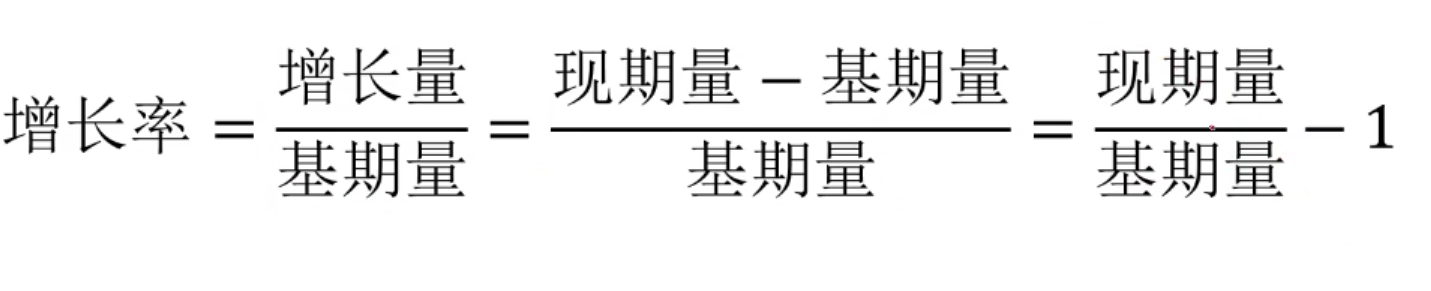 增长率 = 增长量/基期量 = (现期量 − 基期量)/基期量 = 现期量/基期量 − 1